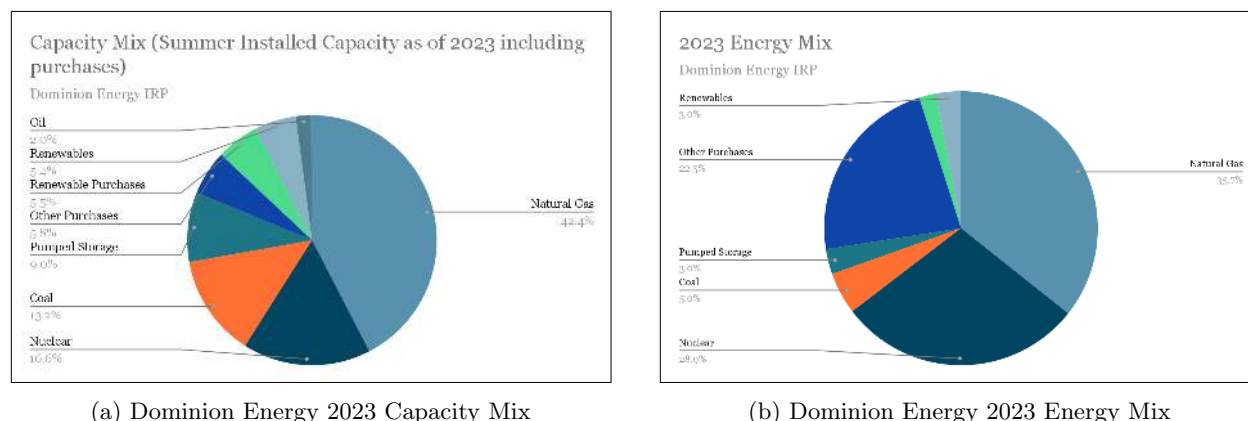 Capacity Mix (Summer Installed Capacity as of 2023 including
purchases)
Dominion Energy IRP
Oil
2.0%
Renewables
5.4%
Renewable Purchases
5.5%
Other Purchases
5.8%
Pumped Storage
9.0%
Coal
13.2%
Nuclear
16.6%
Natural Gas
42.4%
(a) Dominion Energy 2023 Capacity Mix
2023 Energy Mix
Dominion Energy IRP
Renewables
3.0%
Other Purchases
22.5%
Pumped Storage
3.0%
Coal
5.0%
Nuclear
28.9%
Natural Gas
35.7%
(b) Dominion Energy 2023 Energy Mix